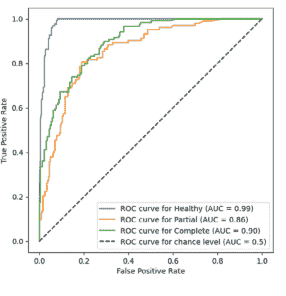 1.0
0.8
0.6
0.4
0.2
0.0
True Positive Rate
ROC curve for Healthy (AUC = 0.99)
ROC curve for Partial (AUC = 0.86)
ROC curve for Complete (AUC = 0.90)
ROC curve for chance level (AUC = 0.5)
0.0 0.2 0.4 0.6 0.8 1.0
False Positive Rate